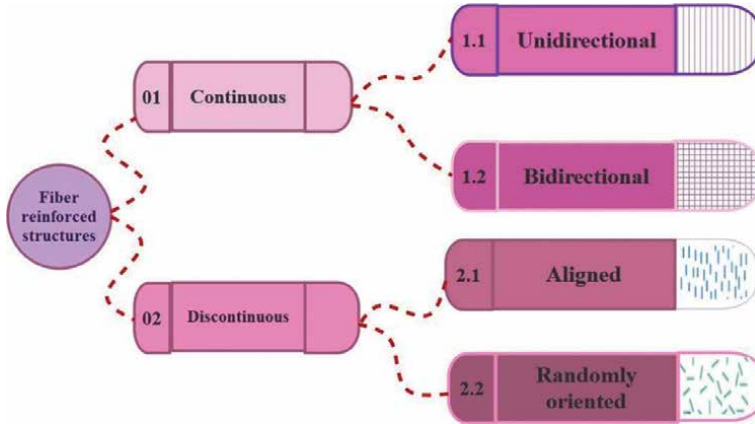 Fiber
reinforced
structures
01
Continuous
1.1
Unidirectional
1.2
Bidirectional
02
Discontinuous
2.1
Aligned
2.2
Randomly
oriented